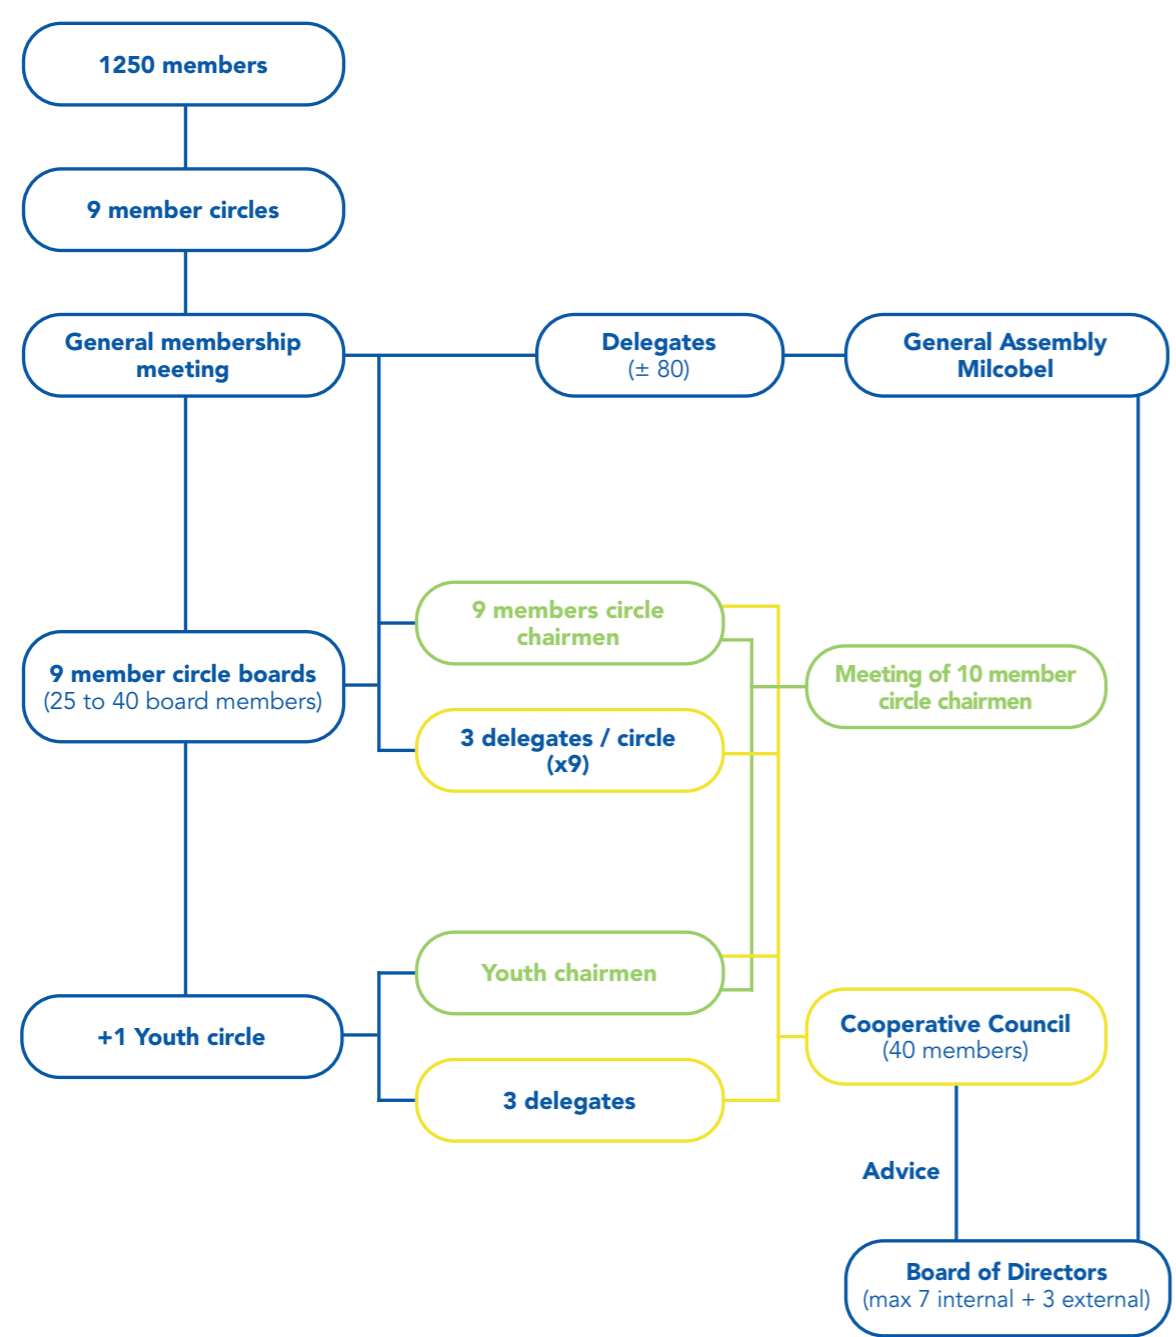 1250 members
9 member circles
General membership
meeting
Delegates
(± 80)
General Assembly
Milcobel
9 members circle
chairmen
Meeting of 10 member
circle chairmen
9 member circle boards
(25 to 40 board members)
3 delegates / circle
(x9)
Youth chairmen
+1 Youth circle
Cooperative Council
(40 members)
3 delegates
Advice
Board of Directors
(max 7 internal + 3 external)